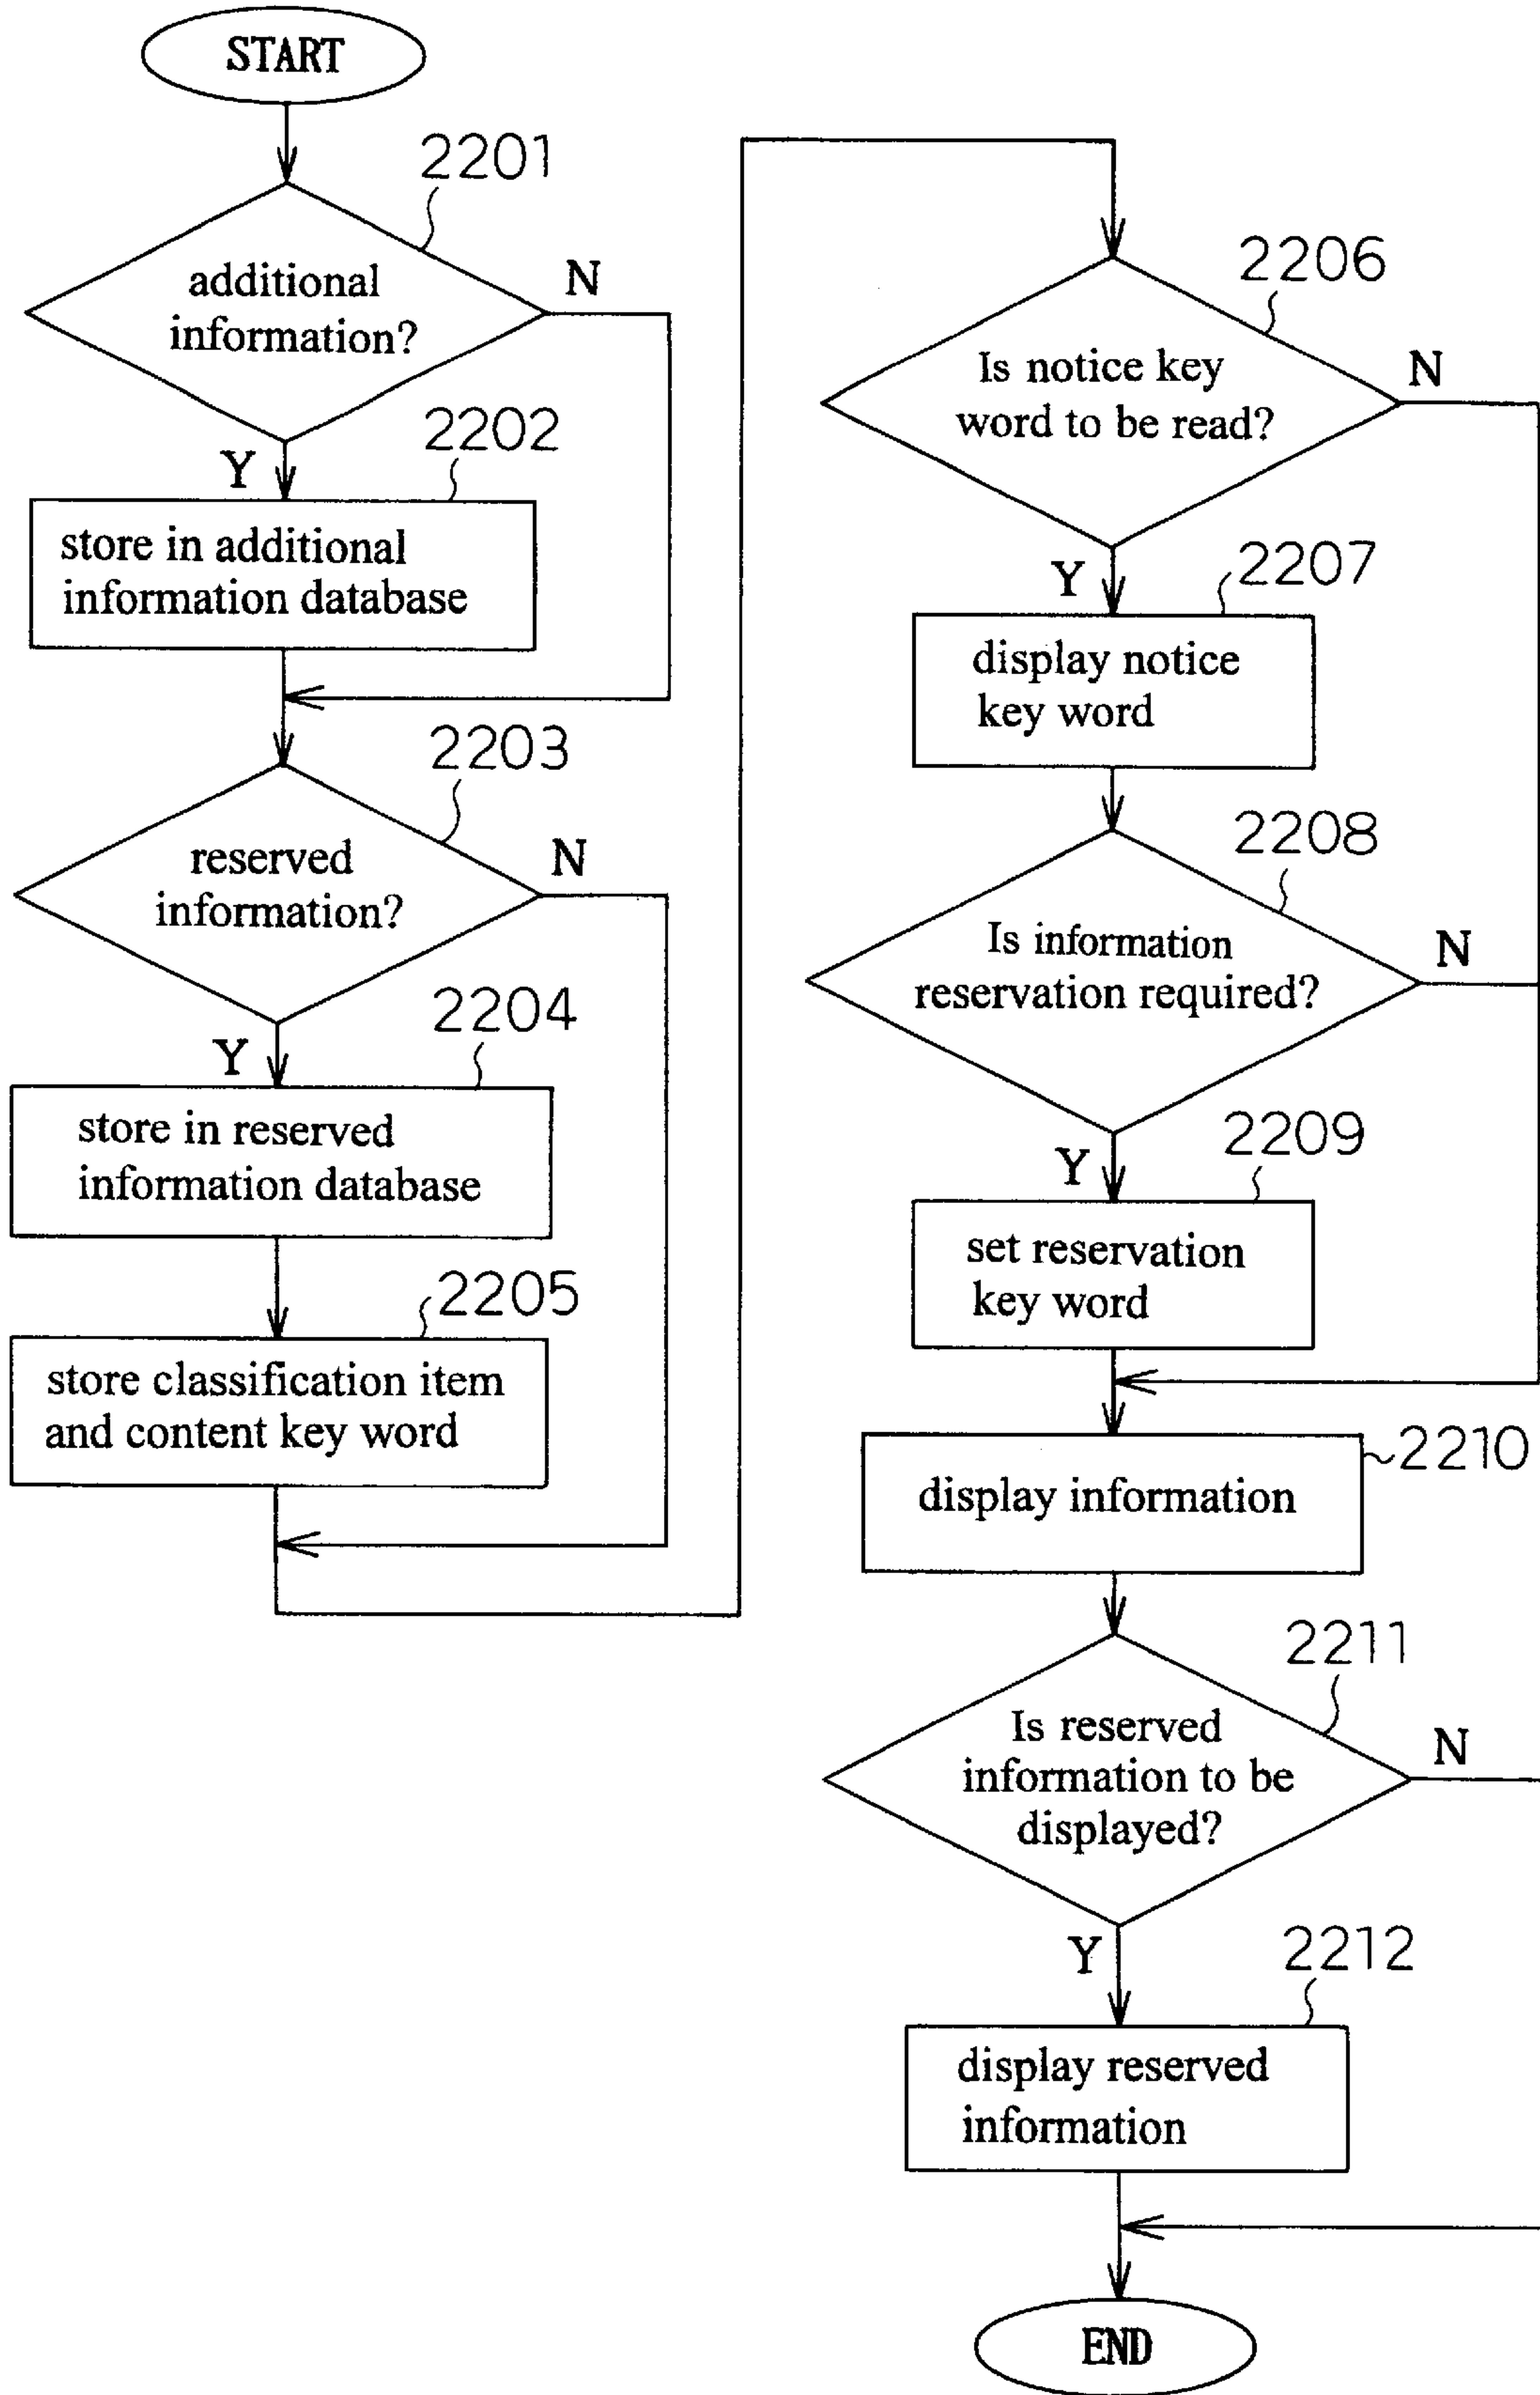 START
2201
additional
information?
N
Y
2202
store in additional
information database
2203
reserved
information?
N
Y
2204
store in reserved
information database
2205
store classification item
and content key word
2206
Is notice key
word to be read?
N
Y
2207
display notice
key word
2208
Is information
reservation required?
N
Y
2209
set reservation
key word
2210
display information
2211
Is reserved
information to be
displayed?
N
Y
2212
display reserved
information
END